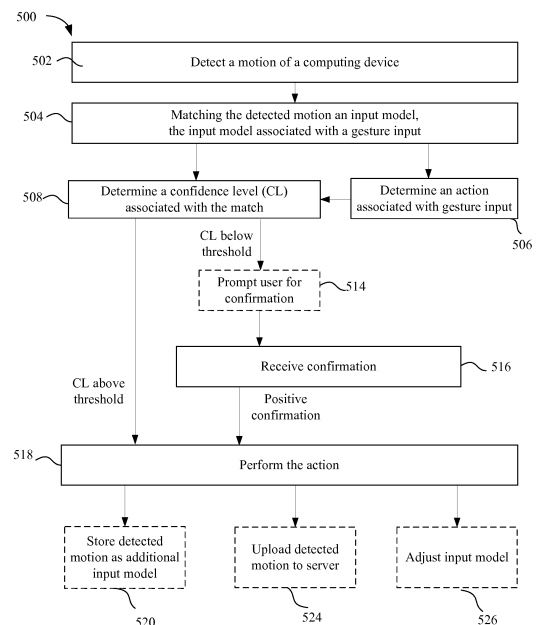 500
502
Detect a motion of a computing device
504
Matching the detected motion an input model,
the input model associated with a gesture input
508
Determine a confidence level (CL)
associated with the match
Determine an action
associated with gesture input
506
CL below
threshold
Prompt user for
confirmation
514
Receive confirmation
516
CL above
threshold
Positive
confirmation
518
Perform the action
Store detected
motion as additional
input model
Upload detected
motion to server
Adjust input model
520
524
526